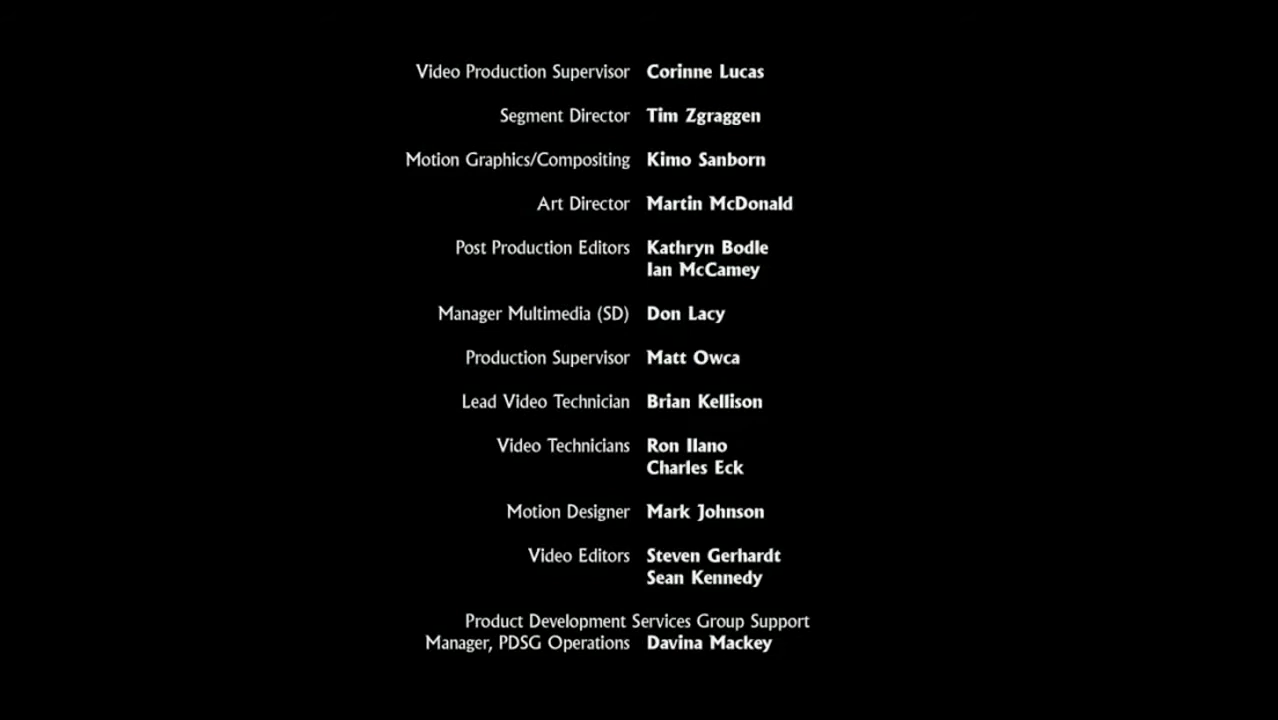 Video Production Supervisor Corinne Lucas
Segment Director Tim Zgraggen
Motion Graphics/Compositing Kimo Sanborn
Art Director Martin McDonald
Post Production Editors Kathryn Bodle
Ian McCamey
Manager Multimedia (SD) Don Lacy
Production Supervisor Matt Owca
Lead Video Technician Brian Kellison
Video Technicians Ron Ilano
Charles Eck
Motion Designer Mark Johnson
Video Editors Steven Gerhardt
Sean Kennedy
Product Development Services Group Support
Manager, PDSG Operations Davina Mackey